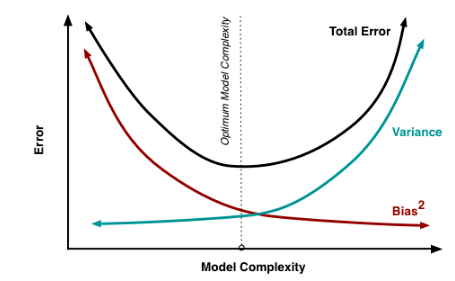 Total Error
Optimum Model Complexity
Error
Variance
Bias²
Model Complexity